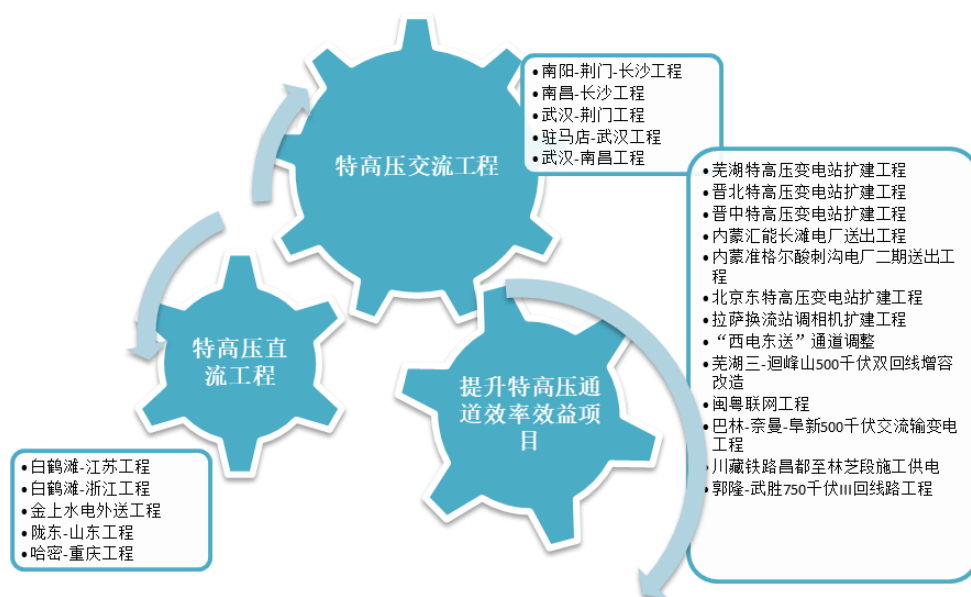 特高压交流工程
• 南阳-荆门-长沙工程
• 南昌-长沙工程
• 武汉-荆门工程
• 驻马店-武汉工程
• 武汉-南昌工程
特高压直
流工程
• 白鹤滩-江苏工程
• 白鹤滩-浙江工程
• 金上水电外送工程
• 陇东-山东工程
• 哈密-重庆工程
提升特高压通
道效率效益项
目
• 芜湖特高压变电站扩建工程
• 晋北特高压变电站扩建工程
• 晋中特高压变电站扩建工程
• 内蒙汇能长滩电厂送出工程
• 内蒙准格尔酸刺沟电厂二期送出工
程
• 北京东特高压变电站扩建工程
• 拉萨换流站调相机扩建工程
• “西电东送”通道调整
• 芜湖三-迴峰山500千伏双回线增容
改造
• 闽粤联网工程
• 巴林-奈曼-阜新500千伏交流输变电
工程
• 川藏铁路昌都至林芝段施工供电
• 郭隆-武胜750千伏III回线路工程